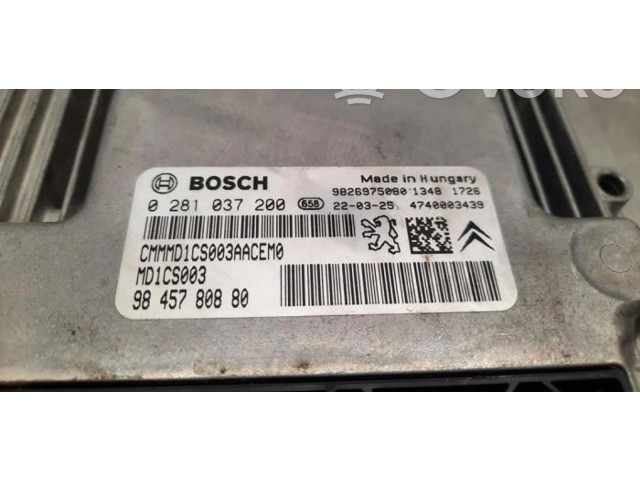 BOSCH
Made in Hungary
9826975080 1348 1726
0 281 037 200 658 22-03-25 4740003439
CMMMD1CS003AACEM0
MD1CS003
98 457 808 80